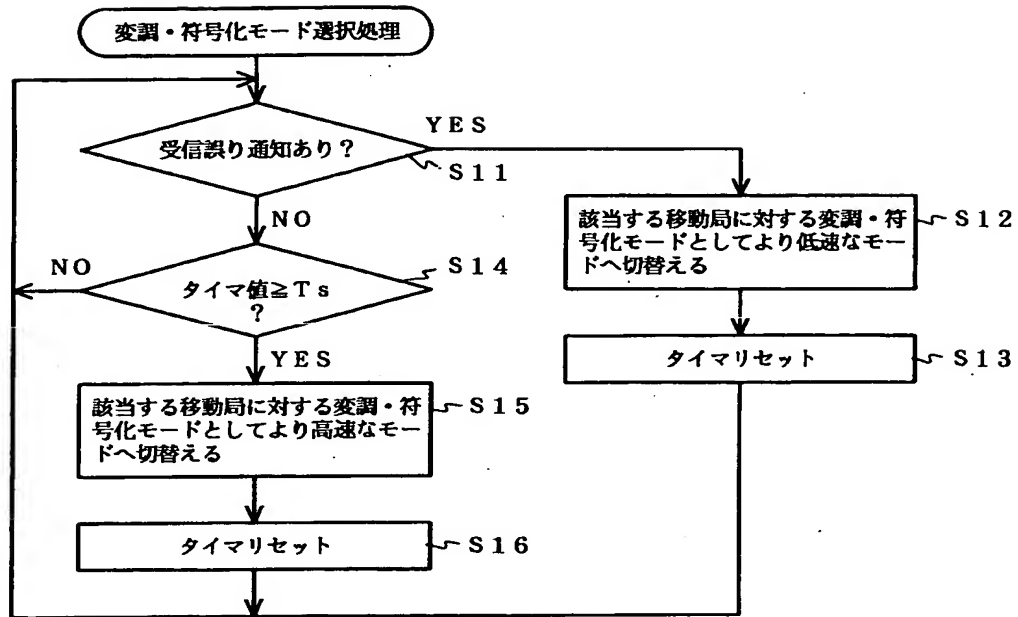 変調・符号化モード選択処理
受信誤り通知あり？
YES
S11
NO
該当する移動局に対する変調・符
号化モードとしてより低速なモー
ドへ切替える
S12
タイマ値≧Ts
？
S14
NO
YES
タイマリセット
S13
該当する移動局に対する変調・符
号化モードとしてより高速なモー
ドへ切替える
S15
タイマリセット
S16